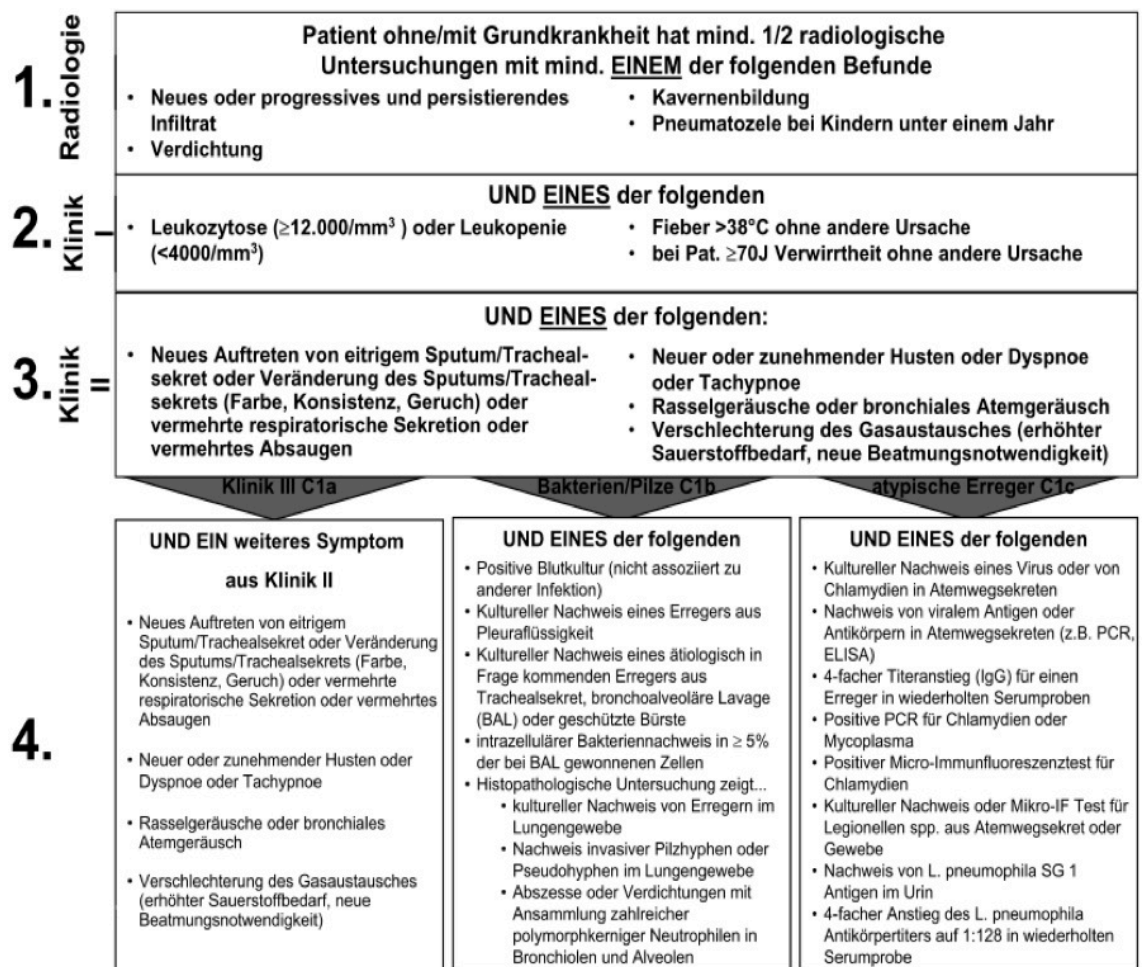 1.
Radiologie
Patient ohne/mit Grundkrankheit hat mind. 1/2 radiologische
Untersuchungen mit mind. EINEM der folgenden Befunde
• Neues oder progressives und persistierendes
Infiltrat
• Verdichtung
• Kavernenbildung
• Pneumatozele bei Kindern unter einem Jahr
2.
Klinik –
UND EINES der folgenden
• Leukozytose (≥12.000/mm³ ) oder Leukopenie
(<4000/mm³)
• Fieber >38°C ohne andere Ursache
• bei Pat. ≥70J Verwirrtheit ohne andere Ursache
3.
Klinik =
UND EINES der folgenden:
• Neues Auftreten von eitrigem Sputum/Tracheal-
sekret oder Veränderung des Sputums/Tracheal-
sekrets (Farbe, Konsistenz, Geruch) oder
vermehrte respiratorische Sekretion oder
vermehrtes Absaugen
• Neuer oder zunehmender Husten oder Dyspnoe
oder Tachypnoe
• Rasselgeräusche oder bronchiales Atemgeräusch
• Verschlechterung des Gasaustausches (erhöhter
Sauerstoffbedarf, neue Beatmungsnotwendigkeit)
4.
Klinik III C1a
UND EIN weiteres Symptom
aus Klinik II
• Neues Auftreten von eitrigem
Sputum/Trachealsekret oder Veränderung
des Sputums/Trachealsekrets (Farbe,
Konsistenz, Geruch) oder vermehrte
respiratorische Sekretion oder vermehrtes
Absaugen
• Neuer oder zunehmender Husten oder
Dyspnoe oder Tachypnoe
• Rasselgeräusche oder bronchiales
Atemgeräusch
• Verschlechterung des Gasaustausches
(erhöhter Sauerstoffbedarf, neue
Beatmungsnotwendigkeit)
Bakterien/Pilze C1b
UND EINES der folgenden
• Positive Blutkultur (nicht assoziiert zu
anderer Infektion)
• Kultureller Nachweis eines Erregers aus
Pleuraflüssigkeit
• Kultureller Nachweis eines ätiologisch in
Frage kommenden Erregers aus
Trachealsekret, bronchoalveoläre Lavage
(BAL) oder geschützte Bürste
• intrazellulärer Bakteriennachweis in ≥ 5%
der bei BAL gewonnenen Zellen
• Histopathologische Untersuchung zeigt...
• kultureller Nachweis von Erregern im
Lungengewebe
• Nachweis invasiver Pilzhyphen oder
Pseudohyphen im Lungengewebe
• Abszesse oder Verdichtungen mit
Ansammlung zahlreicher
polymorphkerniger Neutrophilen in
Bronchiolen und Alveolen
atypische Erreger C1c
UND EINES der folgenden
• Kultureller Nachweis eines Virus oder von
Chlamydien in Atemwegsekreten
• Nachweis von viralem Antigen oder
Antikörpern in Atemwegsekreten (z.B. PCR,
ELISA)
• 4-facher Titeranstieg (IgG) für einen
Erreger in wiederholten Serumproben
• Positive PCR für Chlamydien oder
Mycoplasma
• Positiver Micro-Immunfluoreszenztest für
Chlamydien
• Kultureller Nachweis oder Mikro-IF Test für
Legionellen spp. aus Atemwegsekret oder
Gewebe
• Nachweis von L. pneumophila SG 1
Antigen im Urin
• 4-facher Anstieg des L. pneumophila
Antikörpertiters auf 1:128 in wiederholten
Serumprobe